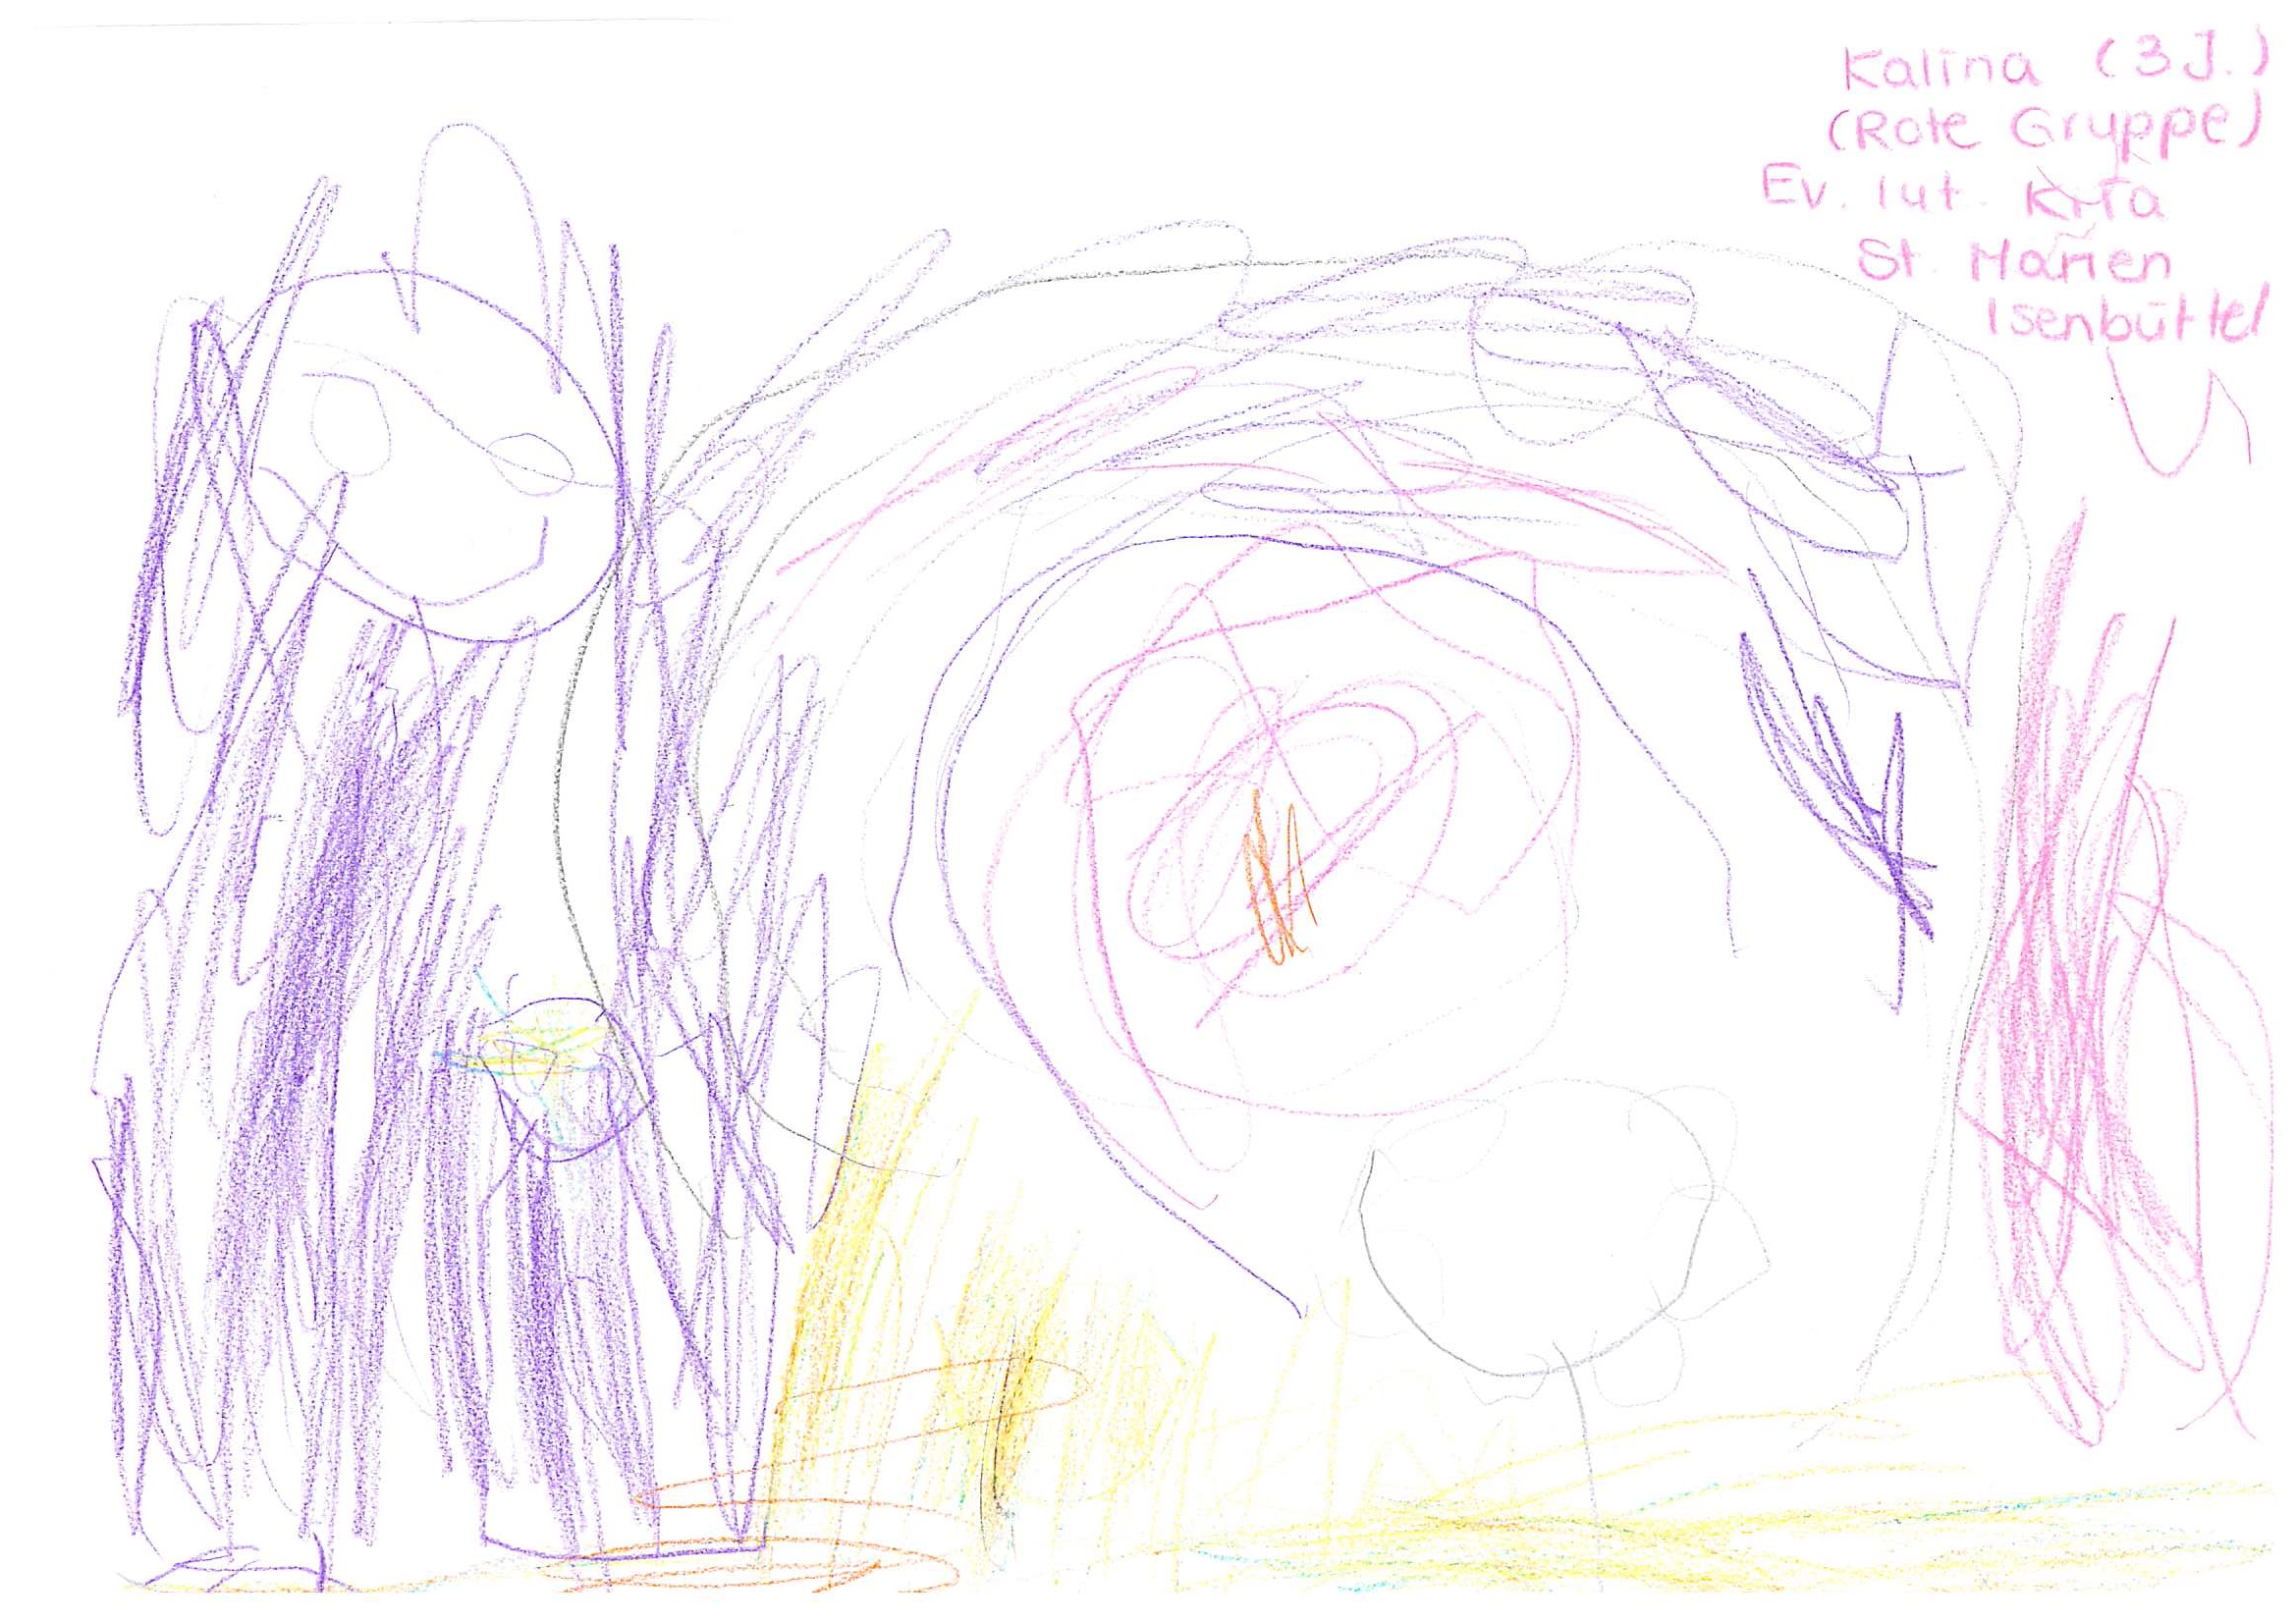 Kalina (3J.)
(Rote Gruppe)
Ev. lut. KiTa
St. Marien
Isenbüttel